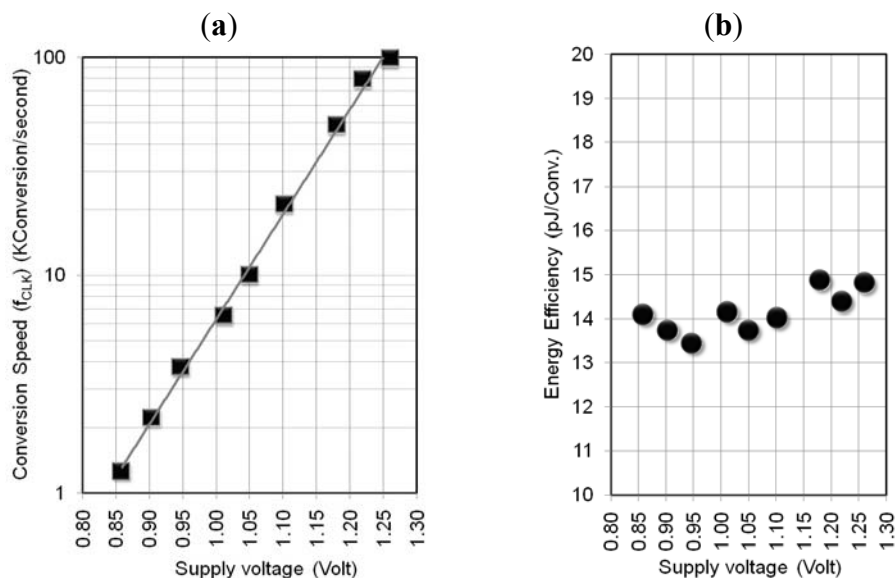 (a)
Conversion Speed (f_CLK) (KConversion/second)
100
10
1
0.80 0.85 0.90 0.95 1.00 1.05 1.10 1.15 1.20 1.25 1.30
Supply voltage (Volt)
(b)
Energy Efficiency (pJ/Conv.)
20
19
18
17
16
15
14
13
12
11
10
0.80 0.85 0.90 0.95 1.00 1.05 1.10 1.15 1.20 1.25 1.30
Supply voltage (Volt)